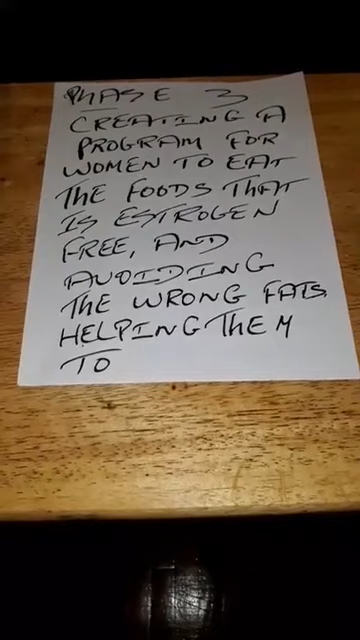 PHASE 3
CREATING A
PROGRAM FOR
WOMEN TO EAT
THE FOODS THAT
IS ESTROGEN
FREE, AND
AVOIDING
THE WRONG FATS
HELPING THEM
TO